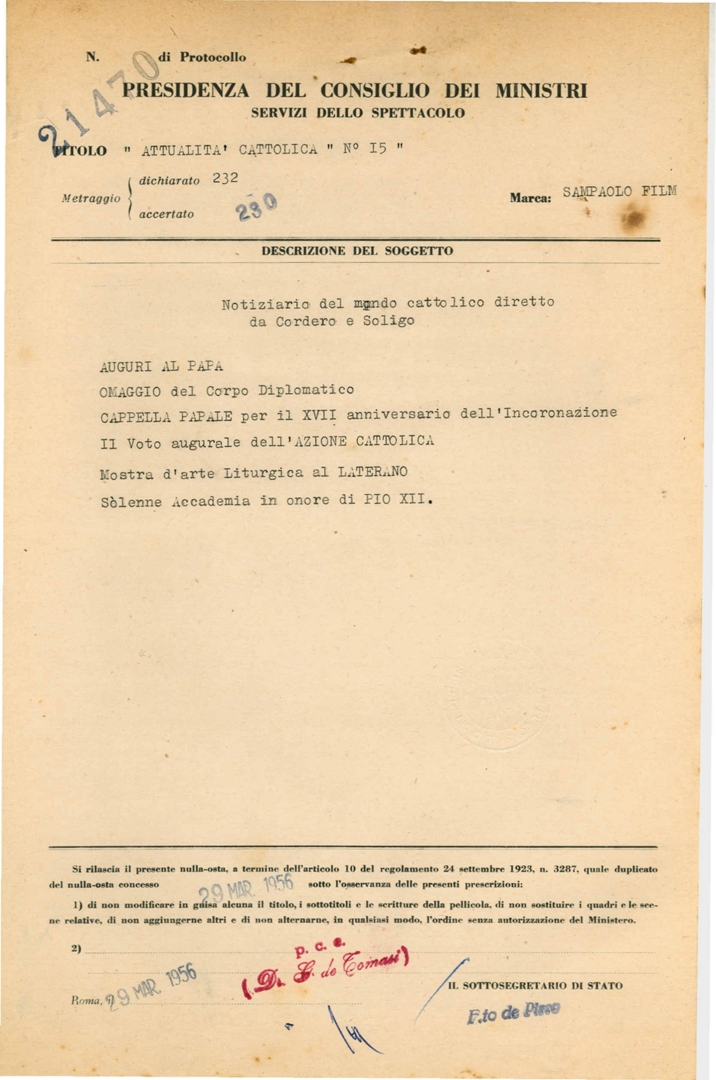 N. 21470 di Protocollo
PRESIDENZA DEL CONSIGLIO DEI MINISTRI
SERVIZI DELLO SPETTACOLO
TITOLO " ATTUALITA' CATTOLICA " N° I5 "
Metraggio
dichiarato 232
accertato 230
Marca: SAMPAOLO FILM
DESCRIZIONE DEL SOGGETTO
Notiziario del mondo cattolico diretto
da Cordero e Soligo
AUGURI AL PAPA
OMAGGIO del Corpo Diplomatico
CAPPELLA PAPALE per il XVII anniversario dell'Incoronazione
II Voto augurale dell'AZIONE CATTOLICA
Mostra d'arte Liturgica al LATERANO
Sòlenne Accademia in onore di PIO XII.
Si rilascia il presente nulla-osta, a termine dell'articolo 10 del regolamento 24 settembre 1923, n. 3287, quale duplicato
del nulla-osta concesso 29 MAR. 1956 sotto l'osservanza delle presenti prescrizioni:
1) di non modificare in guisa alcuna il titolo, i sottotitoli e le scritture della pellicola, di non sostituire i quadri e le sce-
ne relative, di non aggiungerne altri e di non alternarne, in qualsiasi modo, l'ordine senza autorizzazione del Ministero.
2)
p. c. c.
(D. G. de Tomasi)
Roma, 29 MAR. 1956
IL SOTTOSEGRETARIO DI STATO
F.to de Pirro